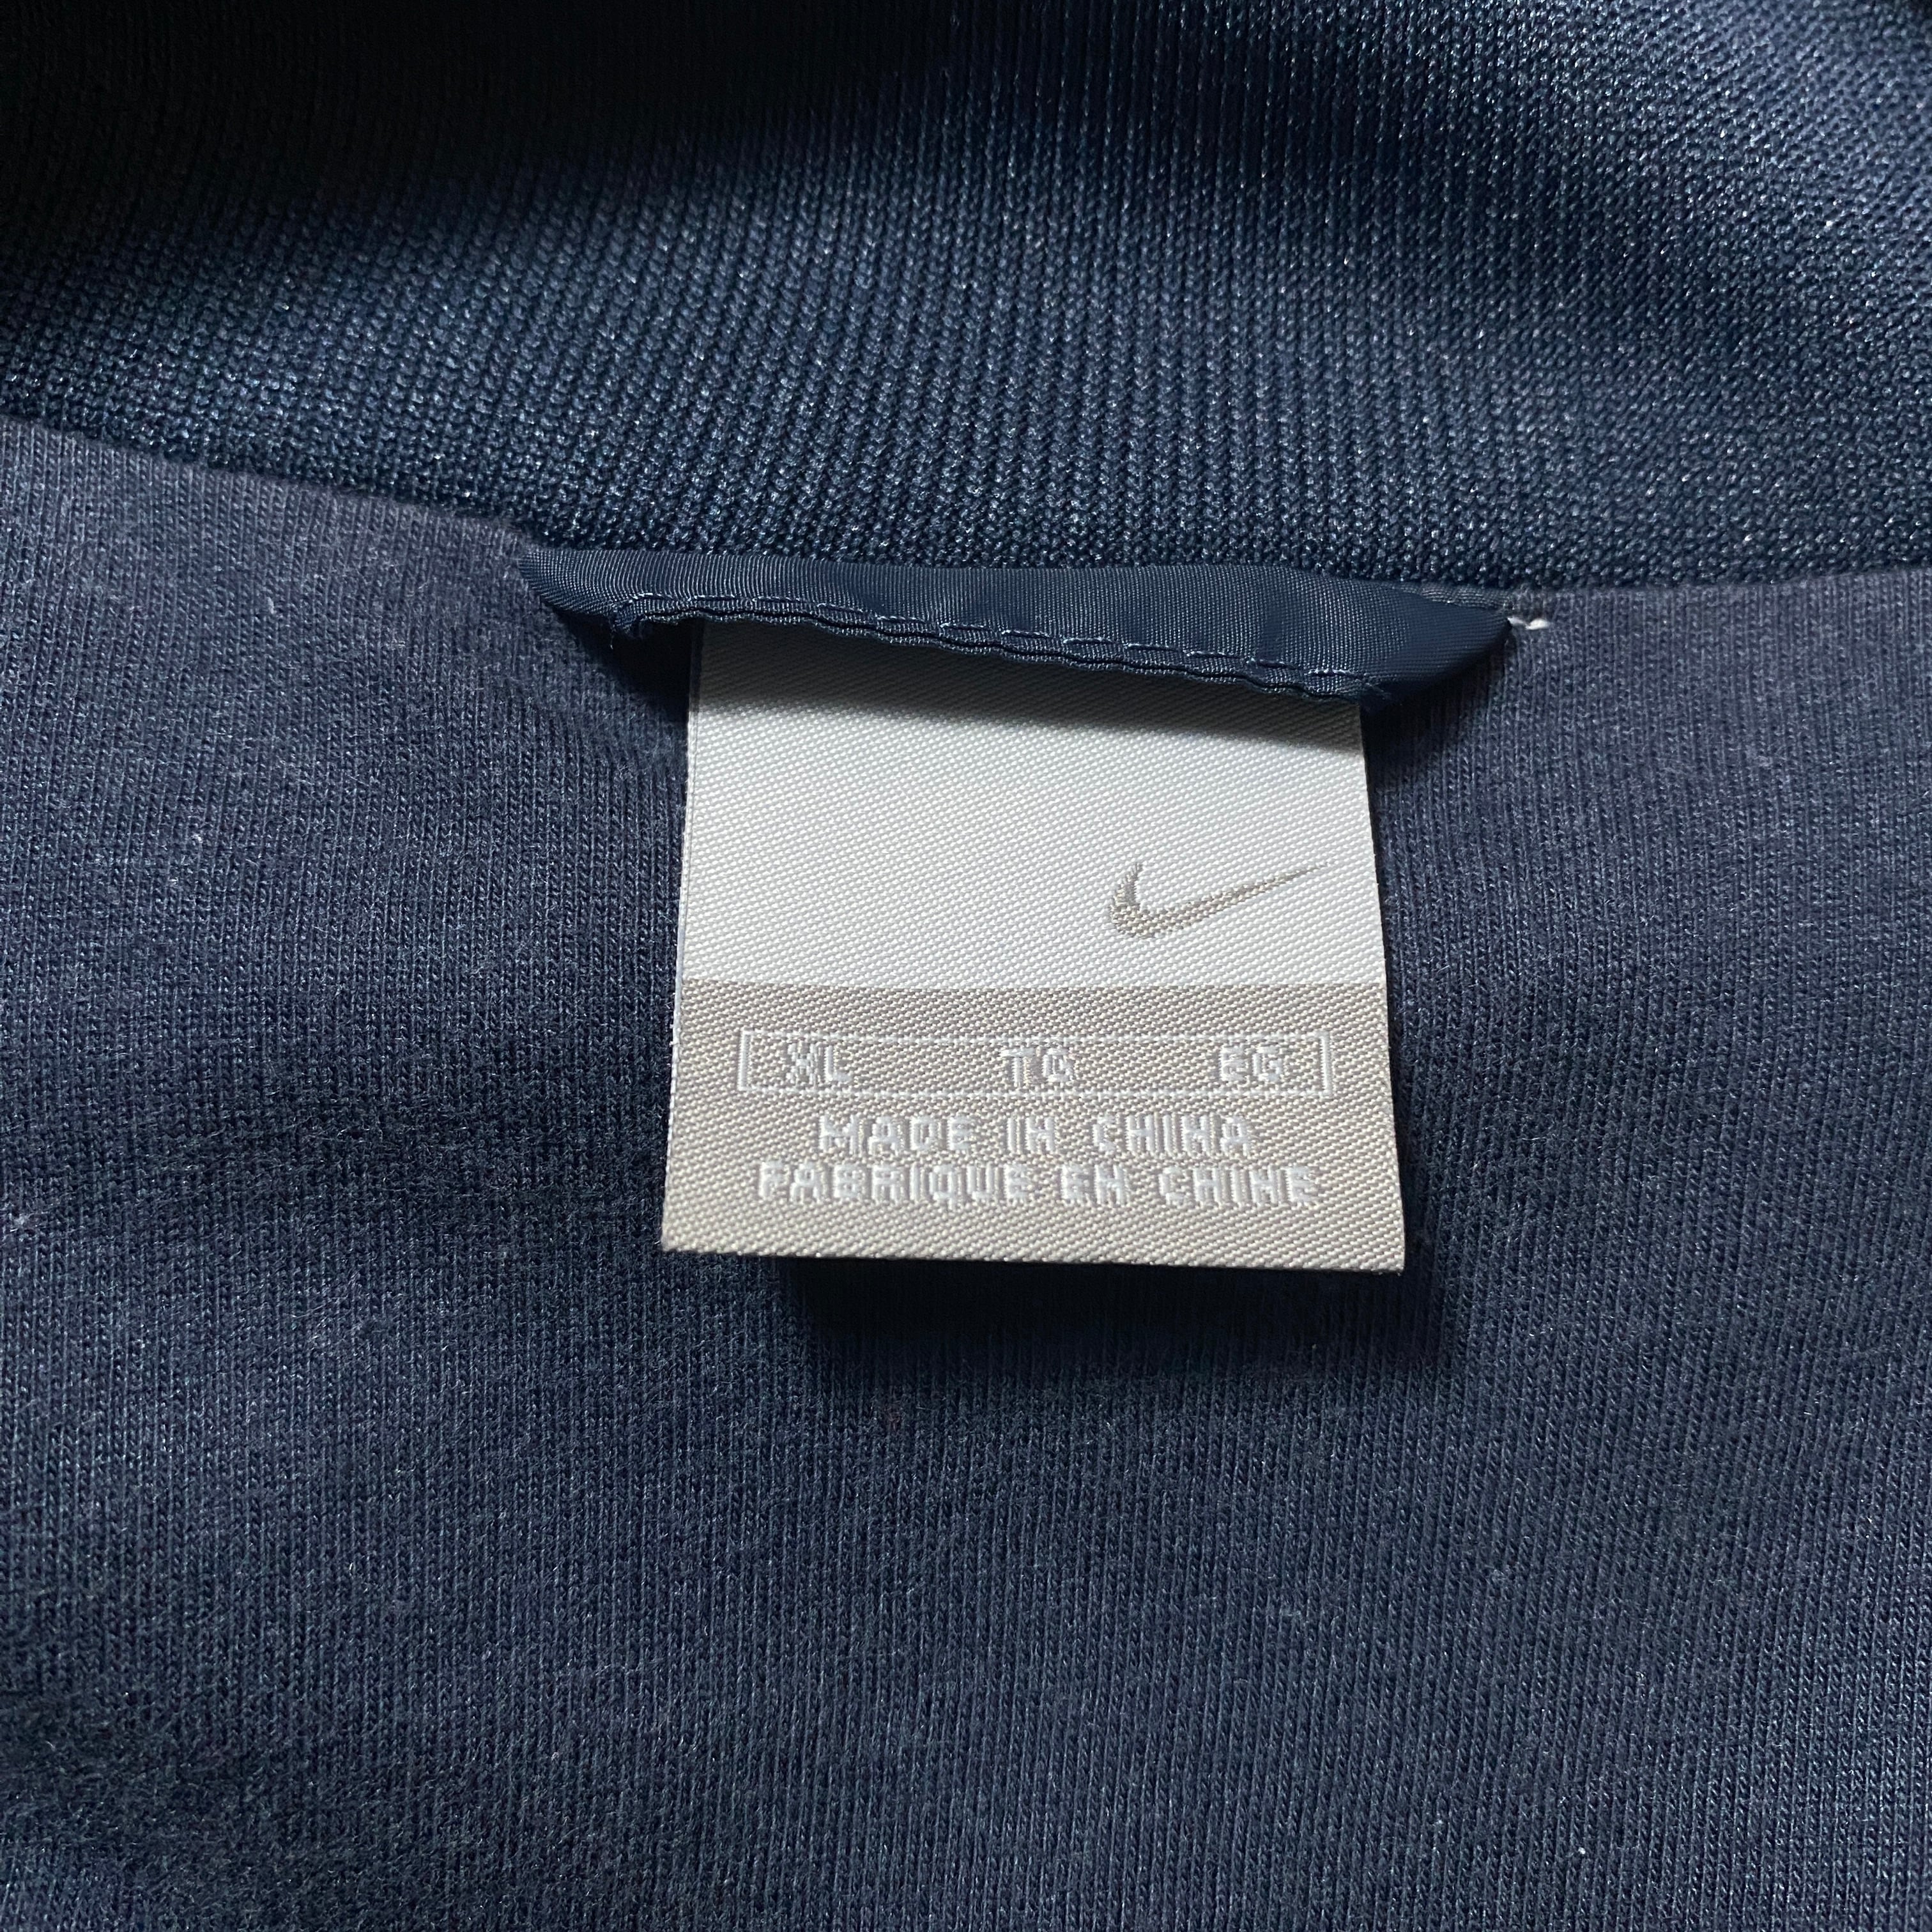 XL TG EG
MADE IN CHINA
FABRIQUE EN CHINE